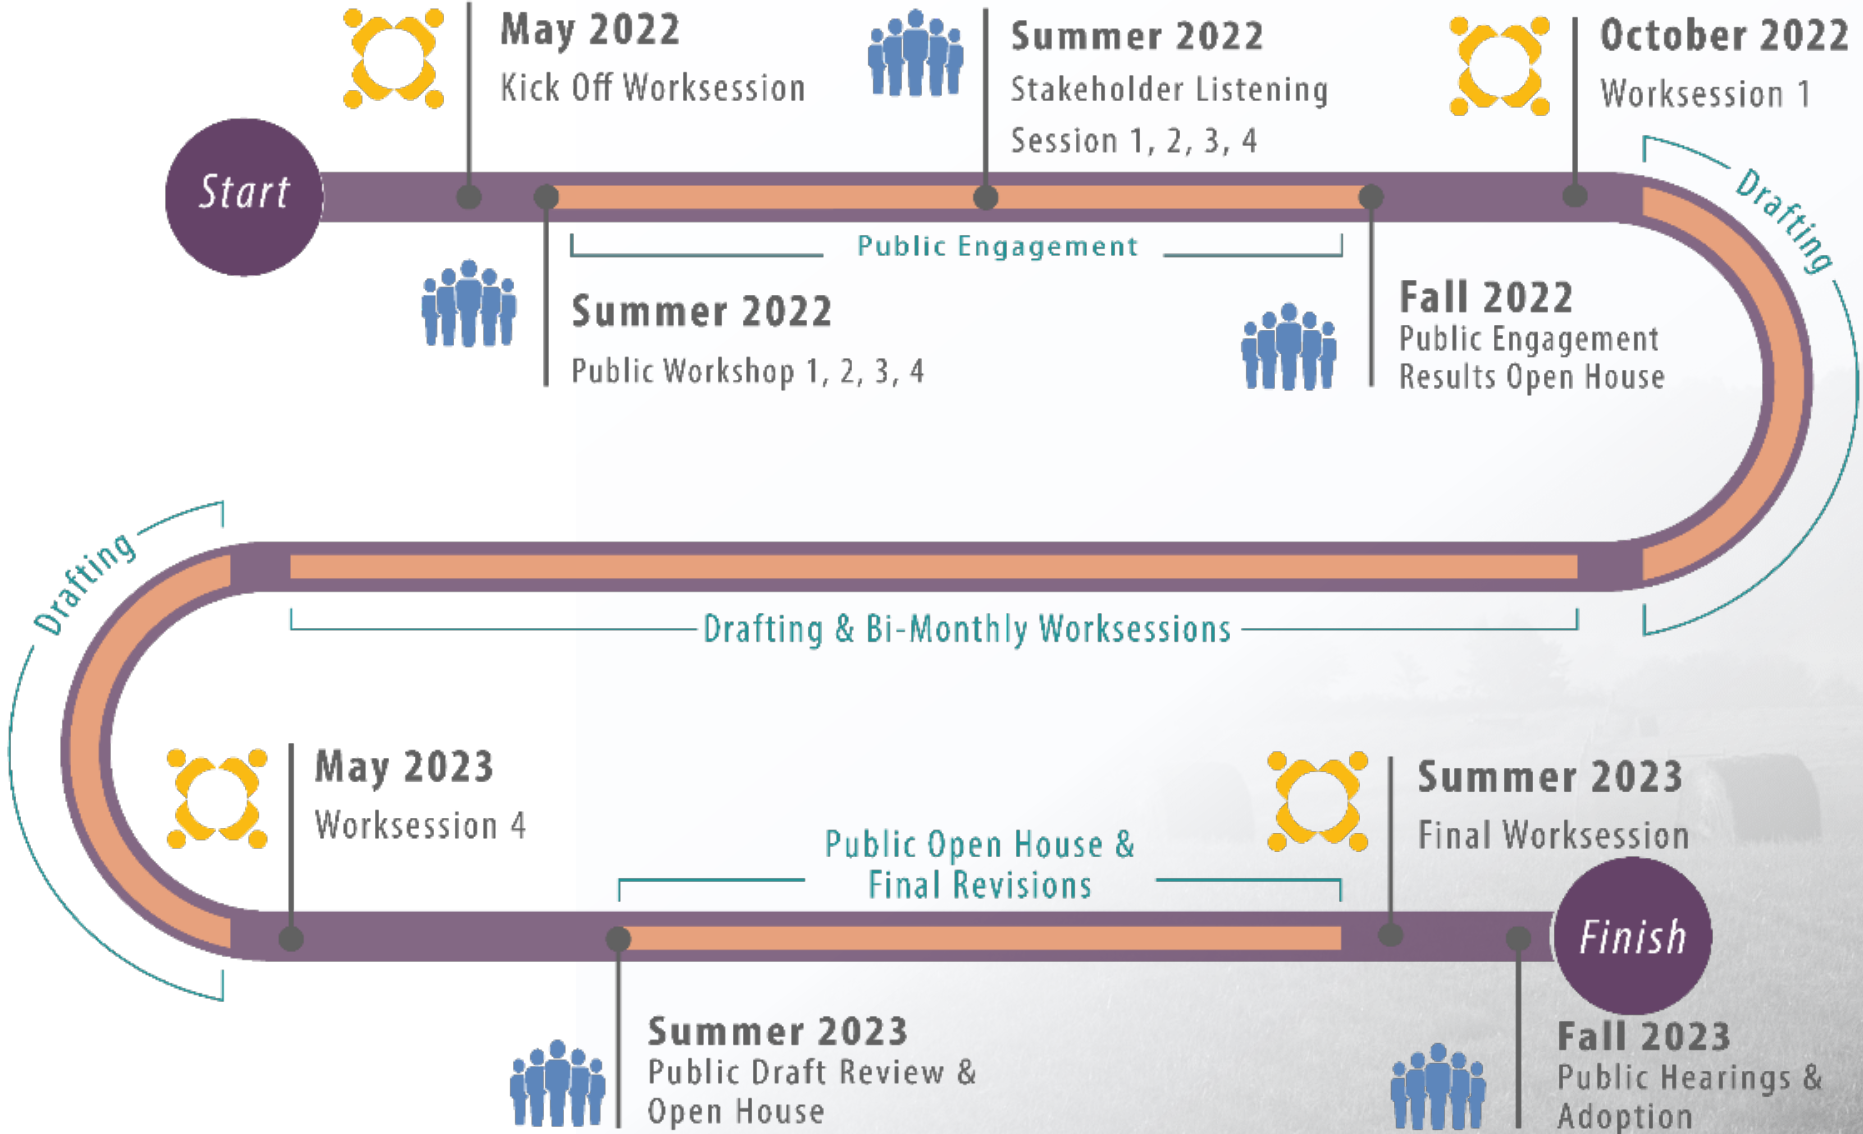 May 2022
Kick Off Worksession
Summer 2022
Stakeholder Listening
Session 1, 2, 3, 4
October 2022
Worksession 1
Start
Public Engagement
Drafting
Summer 2022
Public Workshop 1, 2, 3, 4
Fall 2022
Public Engagement
Results Open House
Drafting
Drafting & Bi-Monthly Worksessions
May 2023
Worksession 4
Public Open House &
Final Revisions
Summer 2023
Final Worksession
Finish
Summer 2023
Public Draft Review &
Open House
Fall 2023
Public Hearings &
Adoption